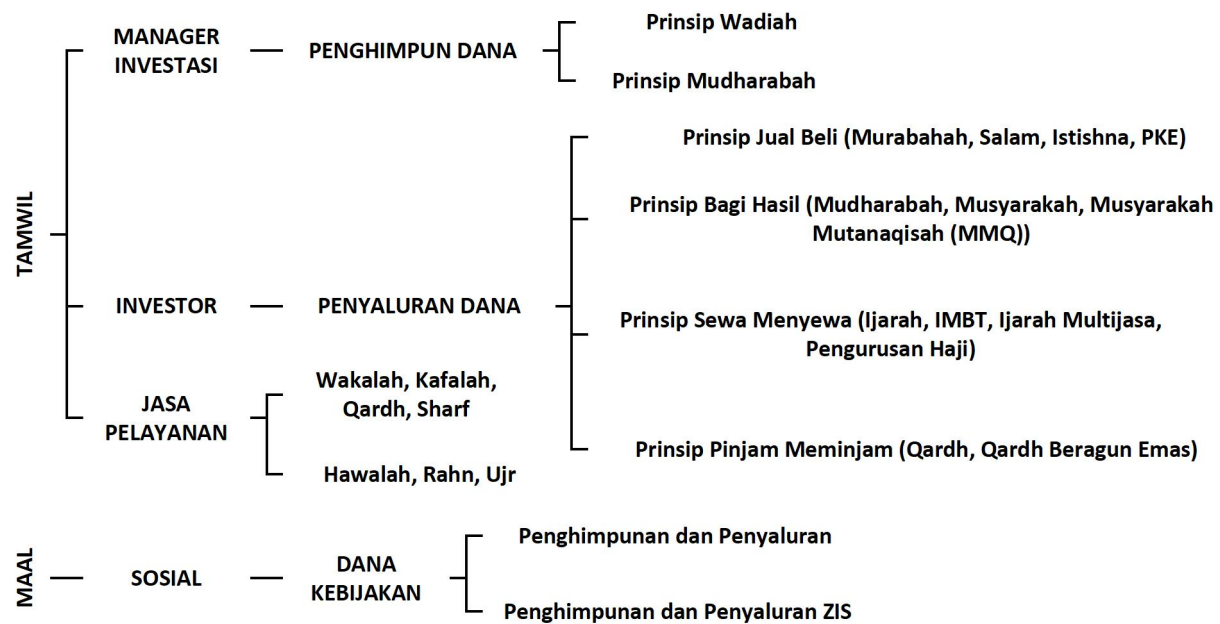 TAMWIL
MANAGER
INVESTASI
PENGHIMPUN DANA
Prinsip Wadiah
Prinsip Mudharabah
INVESTOR
PENYALURAN DANA
Prinsip Jual Beli (Murabahah, Salam, Istishna, PKE)
Prinsip Bagi Hasil (Mudharabah, Musyarakah, Musyarakah
Mutanaqisah (MMQ))
Prinsip Sewa Menyewa (Ijarah, IMBT, Ijarah Multijasa,
Pengurusan Haji)
Prinsip Pinjam Meminjam (Qardh, Qardh Beragun Emas)
JASA
PELAYANAN
Wakalah, Kafalah,
Qardh, Sharf
Hawalah, Rahn, Ujr
MAAL
SOSIAL
DANA
KEBIJAKAN
Penghimpunan dan Penyaluran
Penghimpunan dan Penyaluran ZIS